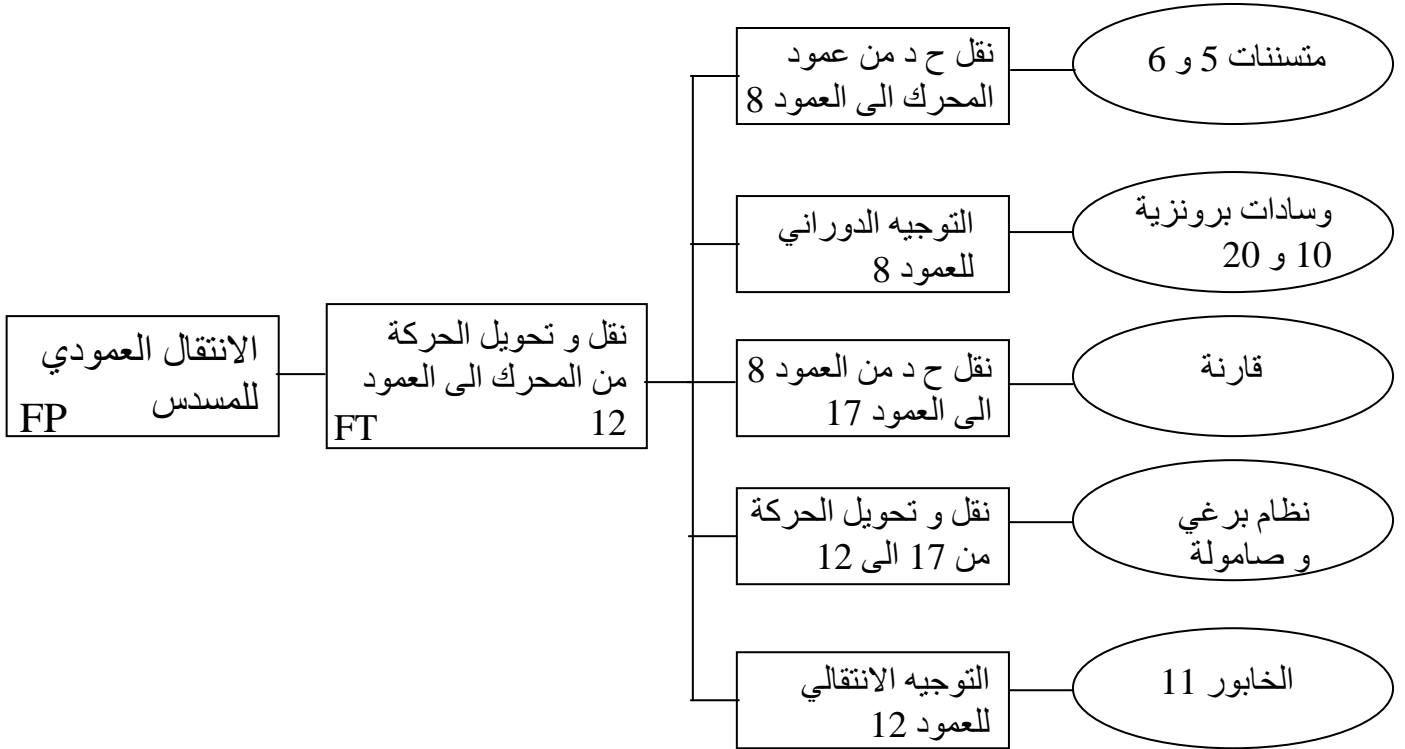 نقل ح د من عمود
المحرك الى العمود 8
متسننات 5 و 6
التوجيه الدوراني
للعمود 8
وسادات برونزية
10 و 20
الانتقال العمودي
للمسدس
FP
نقل و تحويل الحركة
من المحرك الى العمود
12
FT
نقل ح د من العمود 8
الى العمود 17
قارنة
نقل و تحويل الحركة
من 17 الى 12
نظام برغي
و صامولة
التوجيه الانتقالي
للعمود 12
الخابور 11